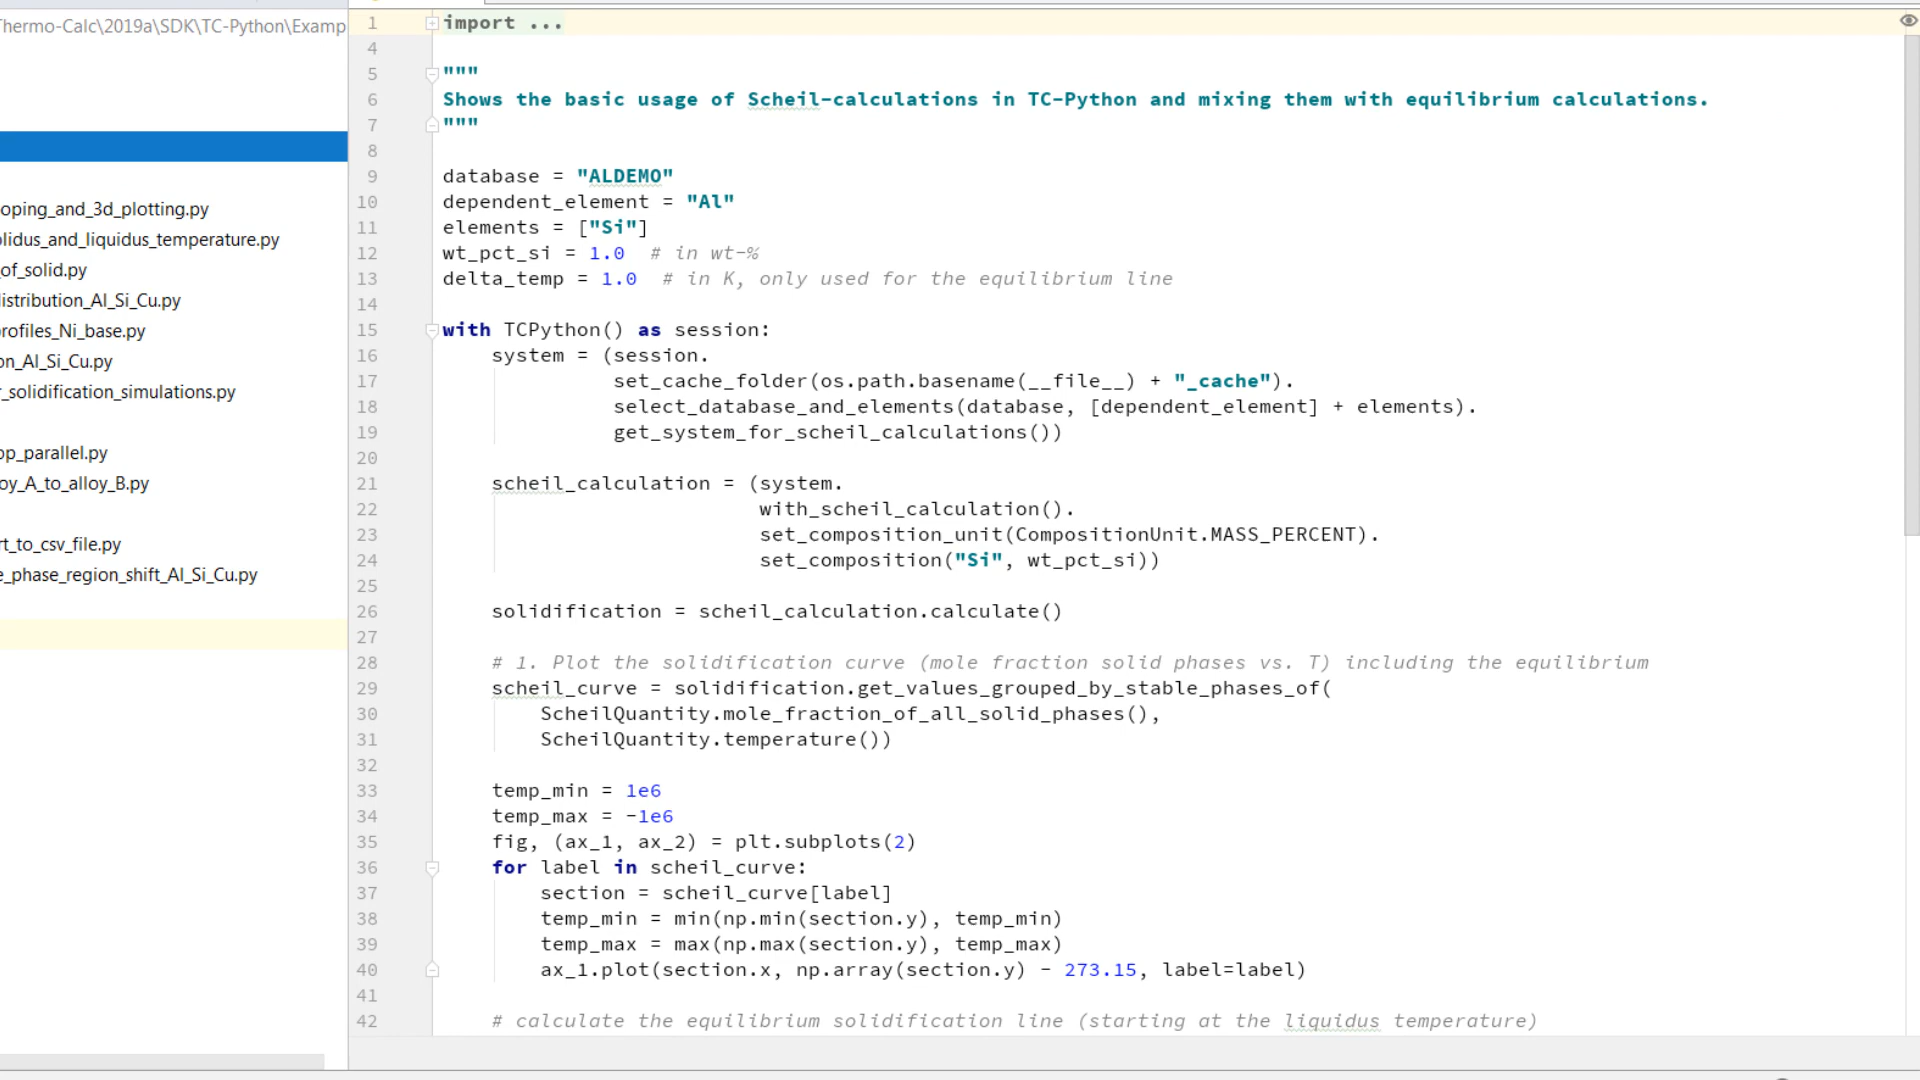 hermo-Calc\2019a\SDK\TC-Python\Examp
oping_and_3d_plotting.py
lidus_and_liquidus_temperature.py
of_solid.py
istribution_Al_Si_Cu.py
rofiles_Ni_base.py
on_Al_Si_Cu.py
r_solidification_simulations.py
op_parallel.py
oy_A_to_alloy_B.py
rt_to_csv_file.py
e_phase_region_shift_Al_Si_Cu.py
1 import ...
4
5 """
6 Shows the basic usage of Scheil-calculations in TC-Python and mixing them with equilibrium calculations.
7 """
8
9 database = "ALDEMO"
10 dependent_element = "Al"
11 elements = ["Si"]
12 wt_pct_si = 1.0  # in wt-%
13 delta_temp = 1.0  # in K, only used for the equilibrium line
14
15 with TCPython() as session:
16     system = (session.
17               set_cache_folder(os.path.basename(__file__) + "_cache").
18               select_database_and_elements(database, [dependent_element] + elements).
19               get_system_for_scheil_calculations())
20
21     scheil_calculation = (system.
22                           with_scheil_calculation().
23                           set_composition_unit(CompositionUnit.MASS_PERCENT).
24                           set_composition("Si", wt_pct_si))
25
26     solidification = scheil_calculation.calculate()
27
28     # 1. Plot the solidification curve (mole fraction solid phases vs. T) including the equilibrium
29     scheil_curve = solidification.get_values_grouped_by_stable_phases_of(
30         ScheilQuantity.mole_fraction_of_all_solid_phases(),
31         ScheilQuantity.temperature())
32
33     temp_min = 1e6
34     temp_max = -1e6
35     fig, (ax_1, ax_2) = plt.subplots(2)
36     for label in scheil_curve:
37         section = scheil_curve[label]
38         temp_min = min(np.min(section.y), temp_min)
39         temp_max = max(np.max(section.y), temp_max)
40         ax_1.plot(section.x, np.array(section.y) - 273.15, label=label)
41
42     # calculate the equilibrium solidification line (starting at the liquidus temperature)